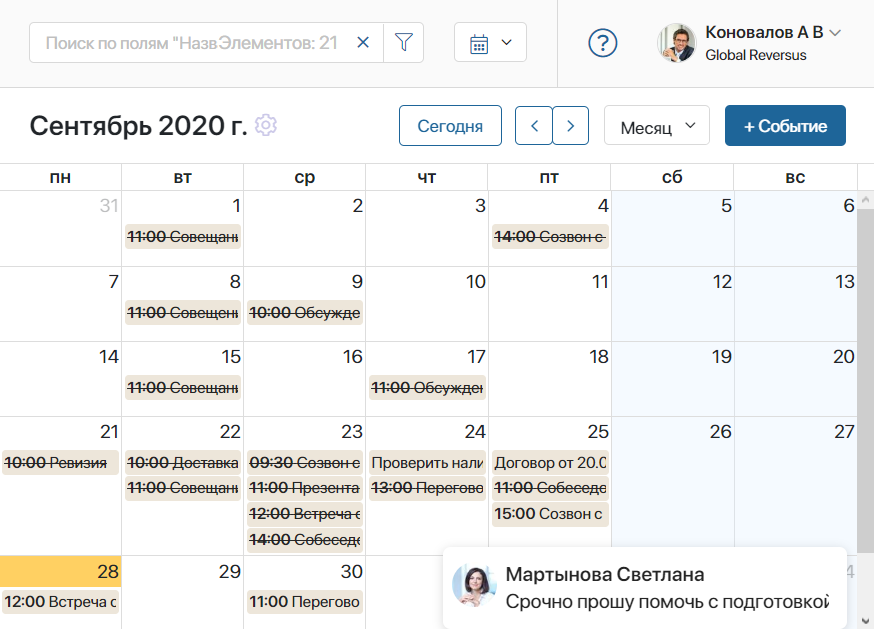 Поиск по полям "НазвЭлементов: 21
Коновалов А В
Global Reversus
Сентябрь 2020 г.
Сегодня
Месяц
+ Событие
пн вт ср чт пт сб вс
31 1 2 3 4 5 6
11:00 Совещани 14:00 Созвон с
7 8 9 10 11 12 13
11:00 Совещени 10:00 Обсужде
14 15 16 17 18 19 20
11:00 Совещани 11:00 Обсужден
21 22 23 24 25 26 27
10:00 Ревизия 10:00 Доставка 09:30 Созвон с Проверить нали Договор от 20.0
11:00 Совещани 11:00 Презента 13:00 Перегово 11:00 Собеседо
12:00 Встреча с 15:00 Созвон с
14:00 Собеседо
28 29 30 4
12:00 Встреча с 11:00 Перегово
Мартынова Светлана
Срочно прошу помочь с подготовкой